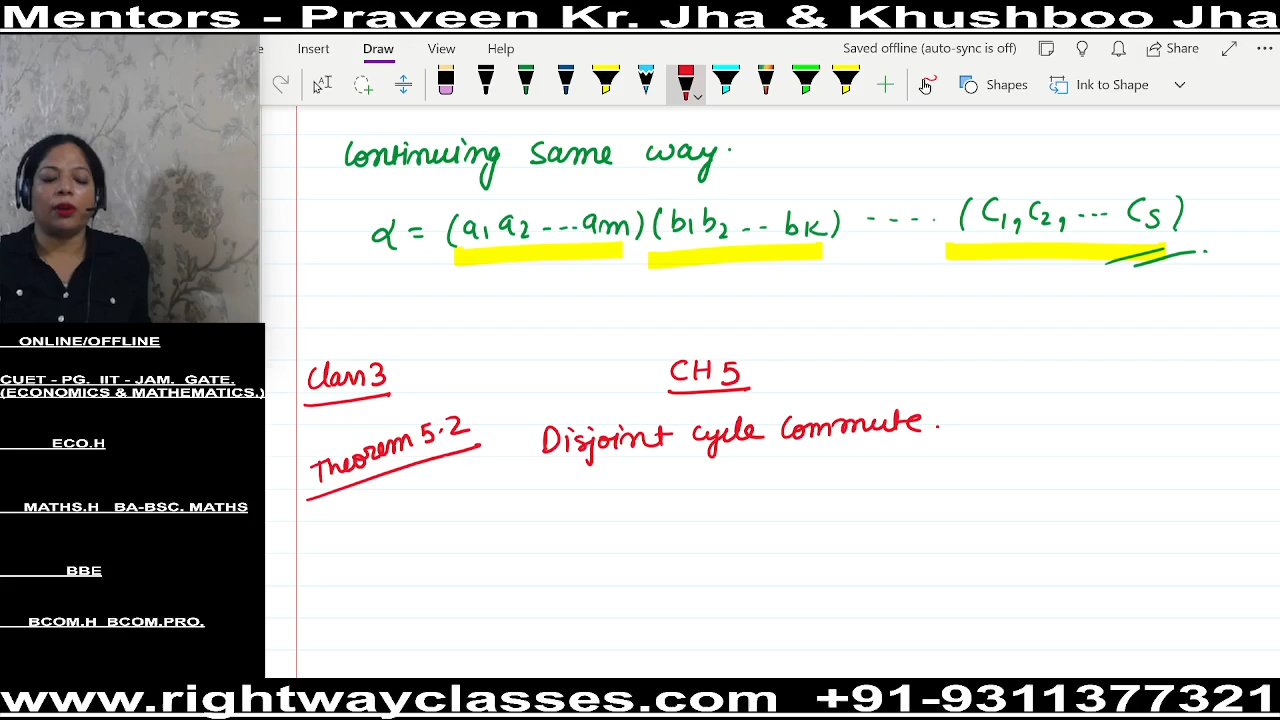 Mentors - Praveen Kr. Jha & Khushboo Jha
Insert Draw View Help Saved offline (auto-sync is off) Share
Shapes Ink to Shape
Continuing same way.
α = (a1 a2 ... am)(b1 b2 .. bk) ---- (C1, C2, ... Cs)
Class 3 CH 5
Theorem 5.2 Disjoint cycle commute.
ONLINE/OFFLINE
CUET - PG. IIT - JAM. GATE.
(ECONOMICS & MATHEMATICS,)
ECO.H
MATHS.H BA-BSC. MATHS
BBE
BCOM.H BCOM.PRO.
www.rightwayclasses.com +91-9311377321